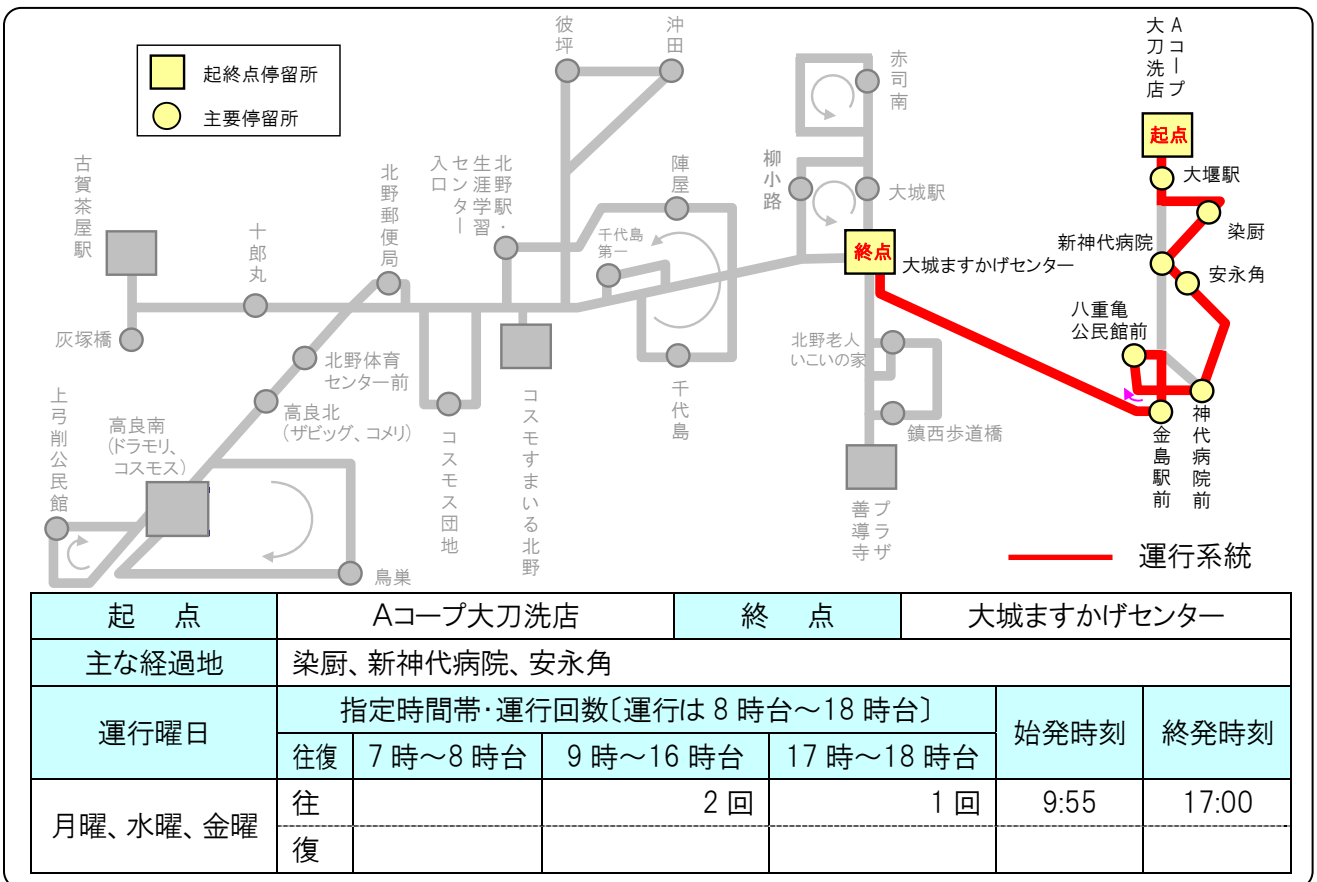 起終点停留所
主要停留所
古賀茶屋駅
灰塚橋
十郎丸
北野郵便局
北野体育
センター前
高良北
(ザビッグ、コメリ)
高良南
(ドラモリ、
コスモス)
上弓削公民館
鳥巣
北野駅・
生涯学習
センター
入口
コスモス団地
コスモすまいる北野
彼坪
沖田
陣屋
千代島
第一
千代島
柳小路
赤司南
大城駅
終点
大城ますかげセンター
北野老人
いこいの家
鎮西歩道橋
プラザ
善導寺
Aコープ
大刀洗店
起点
大堰駅
染厨
新神代病院
安永角
八重亀
公民館前
神代病院前
金島駅前
運行系統
起 点 Aコープ大刀洗店 終 点 大城ますかげセンター
主な経過地 染厨、新神代病院、安永角
運行曜日 指定時間帯・運行回数〔運行は8時台～18時台〕 始発時刻 終発時刻
往復 7時～8時台 9時～16時台 17時～18時台
月曜、水曜、金曜 往 2回 1回 9:55 17:00
復